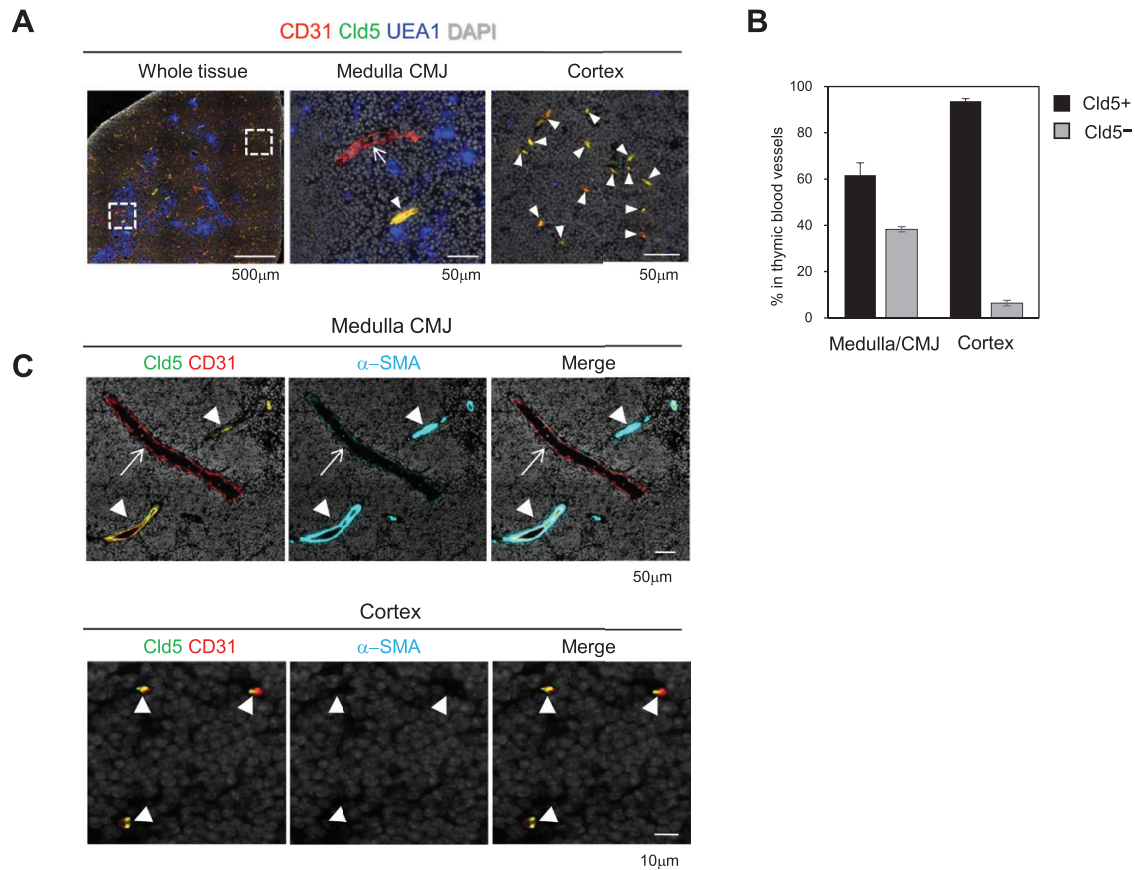 A
CD31 Cld5 UEA1 DAPI
Whole tissue Medulla CMJ Cortex
500μm 50μm 50μm
B
% in thymic blood vessels
100
80
60
40
20
0
Medulla/CMJ Cortex
Cld5+
Cld5−
C
Medulla CMJ
Cld5 CD31 α–SMA Merge
50μm
Cortex
Cld5 CD31 α–SMA Merge
10μm